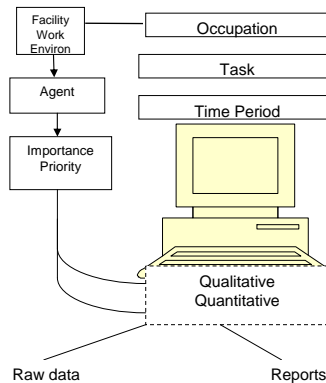 Facility
Work
Environ
Occupation
Task
Agent
Time Period
Importance
Priority
Qualitative
Quantitative
Raw data
Reports